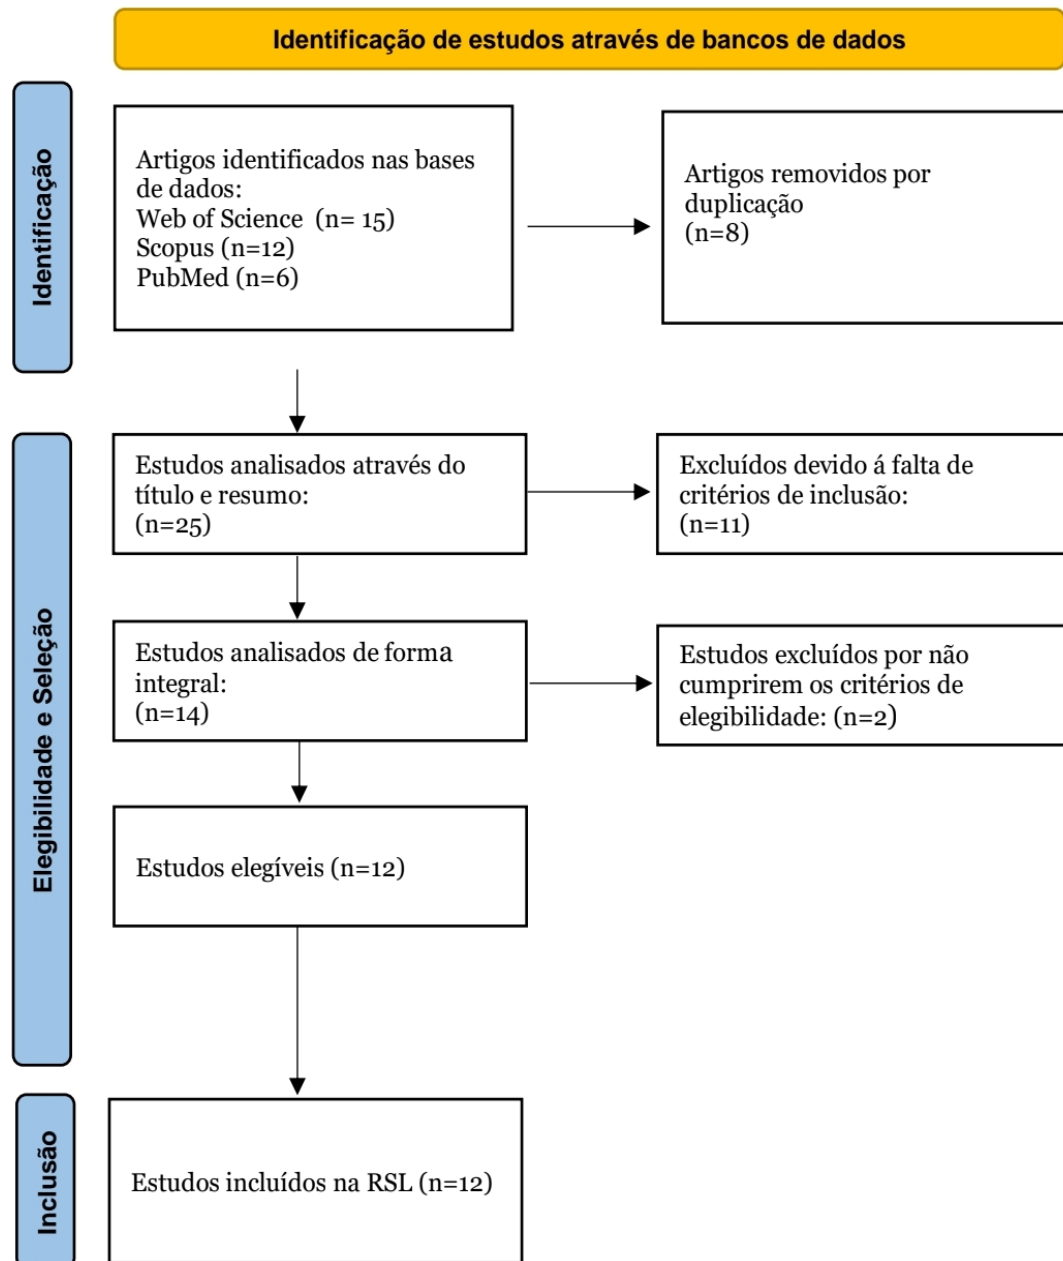 Identificação de estudos através de bancos de dados
Identificação
Artigos identificados nas bases
de dados:
Web of Science  (n= 15)
Scopus (n=12)
PubMed (n=6)
Artigos removidos por
duplicação
(n=8)
Elegibilidade e Seleção
Estudos analisados através do
título e resumo:
(n=25)
Excluídos devido á falta de
critérios de inclusão:
(n=11)
Estudos analisados de forma
integral:
(n=14)
Estudos excluídos por não
cumprirem os critérios de
elegibilidade: (n=2)
Estudos elegíveis (n=12)
Inclusão
Estudos incluídos na RSL (n=12)